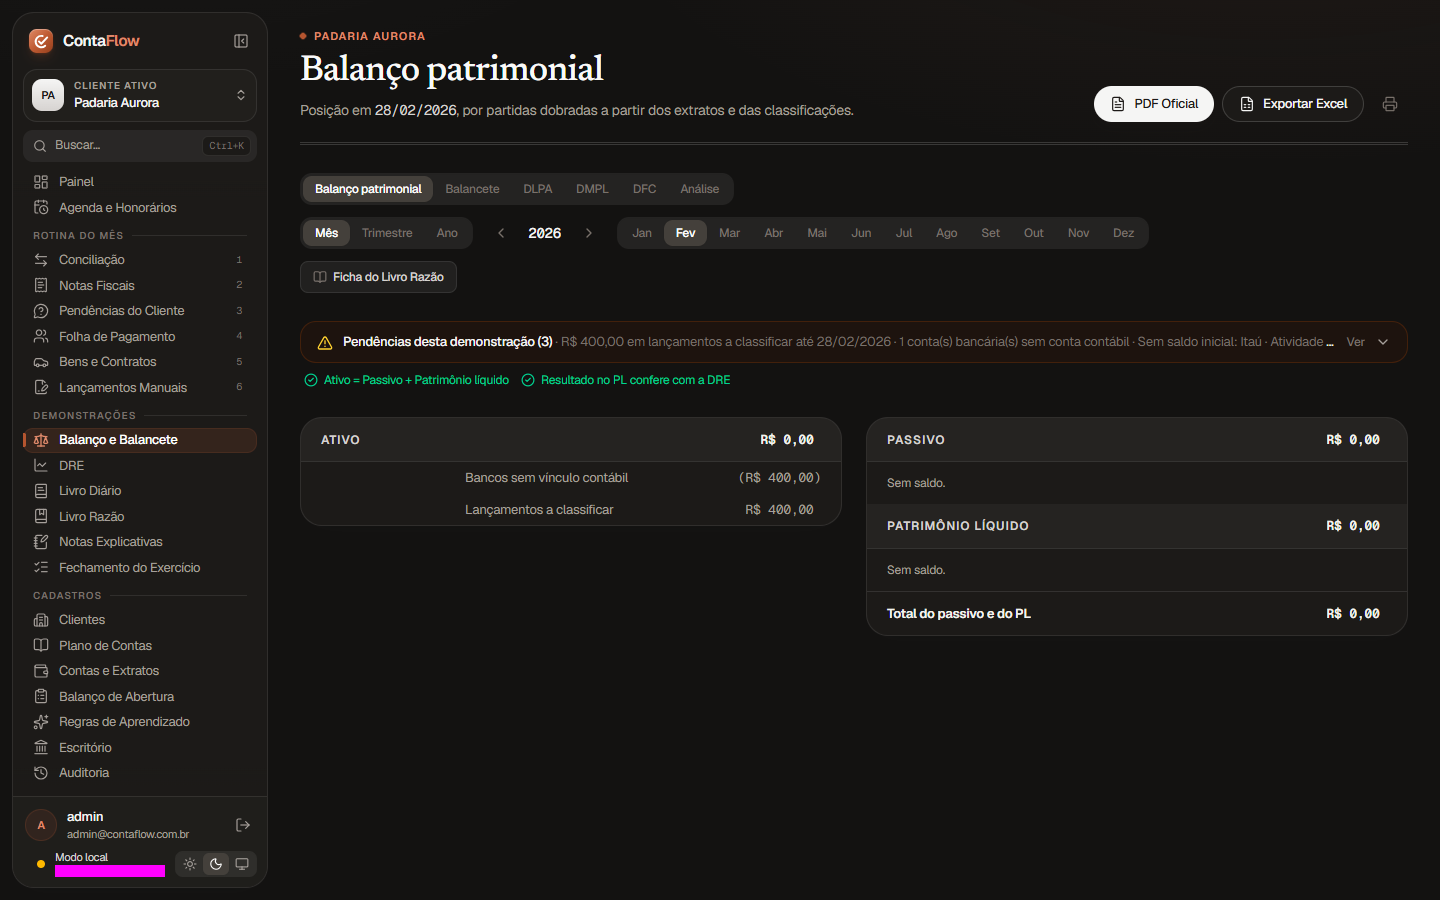 ContaFlow
PA
CLIENTE ATIVO
Padaria Aurora
Buscar...
Ctrl+K
Painel
Agenda e Honorários
ROTINA DO MÊS
Conciliação 1
Notas Fiscais 2
Pendências do Cliente 3
Folha de Pagamento 4
Bens e Contratos 5
Lançamentos Manuais 6
DEMONSTRAÇÕES
Balanço e Balancete
DRE
Livro Diário
Livro Razão
Notas Explicativas
Fechamento do Exercício
CADASTROS
Clientes
Plano de Contas
Contas e Extratos
Balanço de Abertura
Regras de Aprendizado
Escritório
Auditoria
A
admin
admin@contaflow.com.br
Modo local
PADARIA AURORA
Balanço patrimonial
Posição em 28/02/2026, por partidas dobradas a partir dos extratos e das classificações.
PDF Oficial
Exportar Excel
Balanço patrimonial Balancete DLPA DMPL DFC Análise
Mês Trimestre Ano 2026 Jan Fev Mar Abr Mai Jun Jul Ago Set Out Nov Dez
Ficha do Livro Razão
Pendências desta demonstração (3) · R$ 400,00 em lançamentos a classificar até 28/02/2026 · 1 conta(s) bancária(s) sem conta contábil · Sem saldo inicial: Itaú · Atividade ... Ver
Ativo = Passivo + Patrimônio líquido Resultado no PL confere com a DRE
ATIVO R$ 0,00
Bancos sem vínculo contábil (R$ 400,00)
Lançamentos a classificar R$ 400,00
PASSIVO R$ 0,00
Sem saldo.
PATRIMÔNIO LÍQUIDO R$ 0,00
Sem saldo.
Total do passivo e do PL R$ 0,00